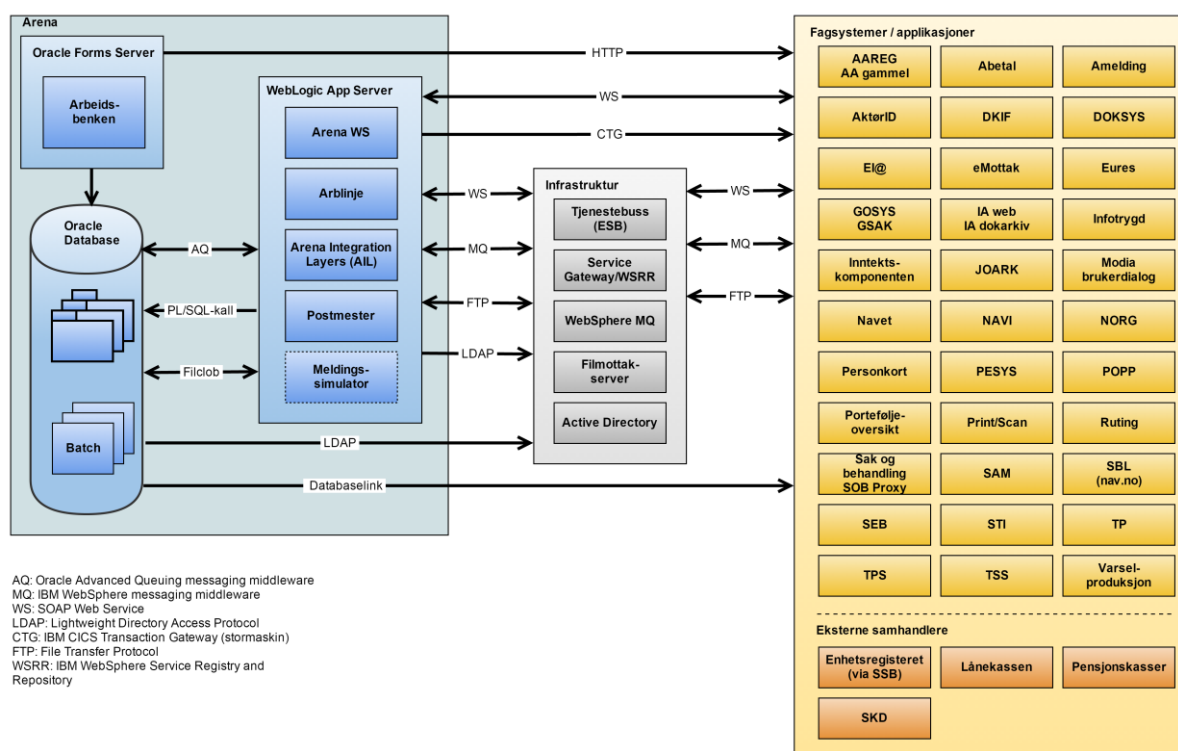 Arena
Oracle Forms Server
Arbeids-
benken
WebLogic App Server
Arena WS
Arblinje
Arena Integration
Layers (AIL)
Postmester
Meldings-
simulator
Oracle
Database
Batch
HTTP
WS
CTG
AQ
PL/SQL-kall
Filclob
LDAP
Databaselink
WS
MQ
FTP
LDAP
Infrastruktur
Tjenestebuss
(ESB)
Service
Gateway/WSRR
WebSphere MQ
Filmottak-
server
Active Directory
WS
MQ
FTP
Fagsystemer / applikasjoner
AAREG
AA gammel
Abetal
Amelding
AktørID
DKIF
DOKSYS
El@
eMottak
Eures
GOSYS
GSAK
IA web
IA dokarkiv
Infotrygd
Inntekts-
komponenten
JOARK
Modia
brukerdialog
Navet
NAVI
NORG
Personkort
PESYS
POPP
Portefølje-
oversikt
Print/Scan
Ruting
Sak og
behandling
SOB Proxy
SAM
SBL
(nav.no)
SEB
STI
TP
TPS
TSS
Varsel-
produksjon
Eksterne samhandlere
Enhetsregisteret
(via SSB)
Lånekassen
Pensjonskasser
SKD
AQ: Oracle Advanced Queuing messaging middleware
MQ: IBM WebSphere messaging middleware
WS: SOAP Web Service
LDAP: Lightweight Directory Access Protocol
CTG: IBM CICS Transaction Gateway (stormaskin)
FTP: File Transfer Protocol
WSRR: IBM WebSphere Service Registry and
Repository